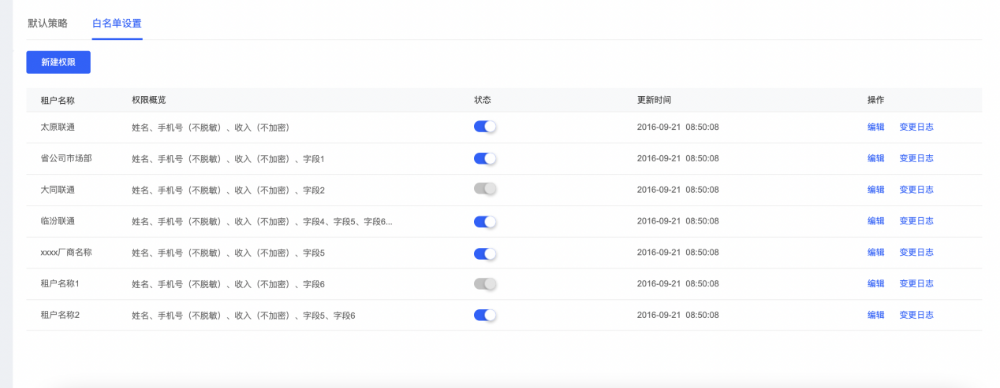 默认策略 白名单设置
新建权限
租户名称 权限概览 状态 更新时间 操作
太原联通 姓名、手机号（不脱敏）、收入（不加密） 2016-09-21 08:50:08 编辑 变更日志
省公司市场部 姓名、手机号（不脱敏）、收入（不加密）、字段1 2016-09-21 08:50:08 编辑 变更日志
大同联通 姓名、手机号（不脱敏）、收入（不加密）、字段2 2016-09-21 08:50:08 编辑 变更日志
临汾联通 姓名、手机号（不脱敏）、收入（不加密）、字段4、字段5、字段6... 2016-09-21 08:50:08 编辑 变更日志
xxxx厂商名称 姓名、手机号（不脱敏）、收入（不加密）、字段5 2016-09-21 08:50:08 编辑 变更日志
租户名称1 姓名、手机号（不脱敏）、收入（不加密）、字段6 2016-09-21 08:50:08 编辑 变更日志
租户名称2 姓名、手机号（不脱敏）、收入（不加密）、字段5、字段6 2016-09-21 08:50:08 编辑 变更日志